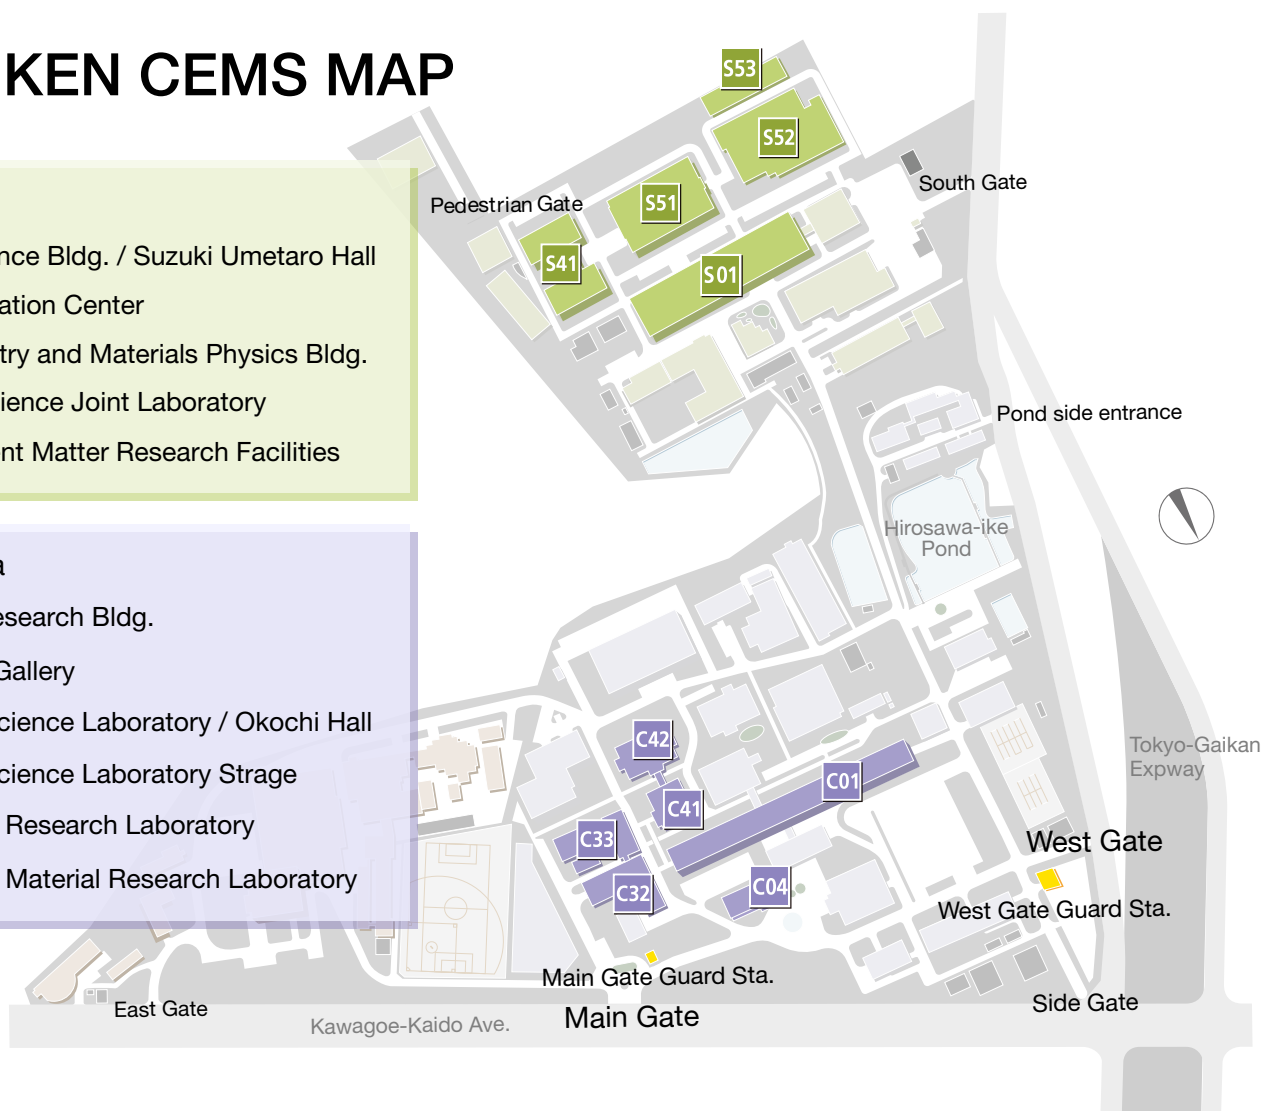 KEN CEMS MAP
nce Bldg. / Suzuki Umetaro Hall
ation Center
try and Materials Physics Bldg.
ience Joint Laboratory
nt Matter Research Facilities
a
esearch Bldg.
Gallery
cience Laboratory / Okochi Hall
cience Laboratory Strage
Research Laboratory
Material Research Laboratory
S53
S52
South Gate
Pedestrian Gate
S51
S41
S01
Pond side entrance
Hirosawa-ike
Pond
C42
C01
Tokyo-Gaikan
Expway
C41
C33
West Gate
C32
C04
West Gate Guard Sta.
Main Gate Guard Sta.
Side Gate
East Gate
Main Gate
Kawagoe-Kaido Ave.